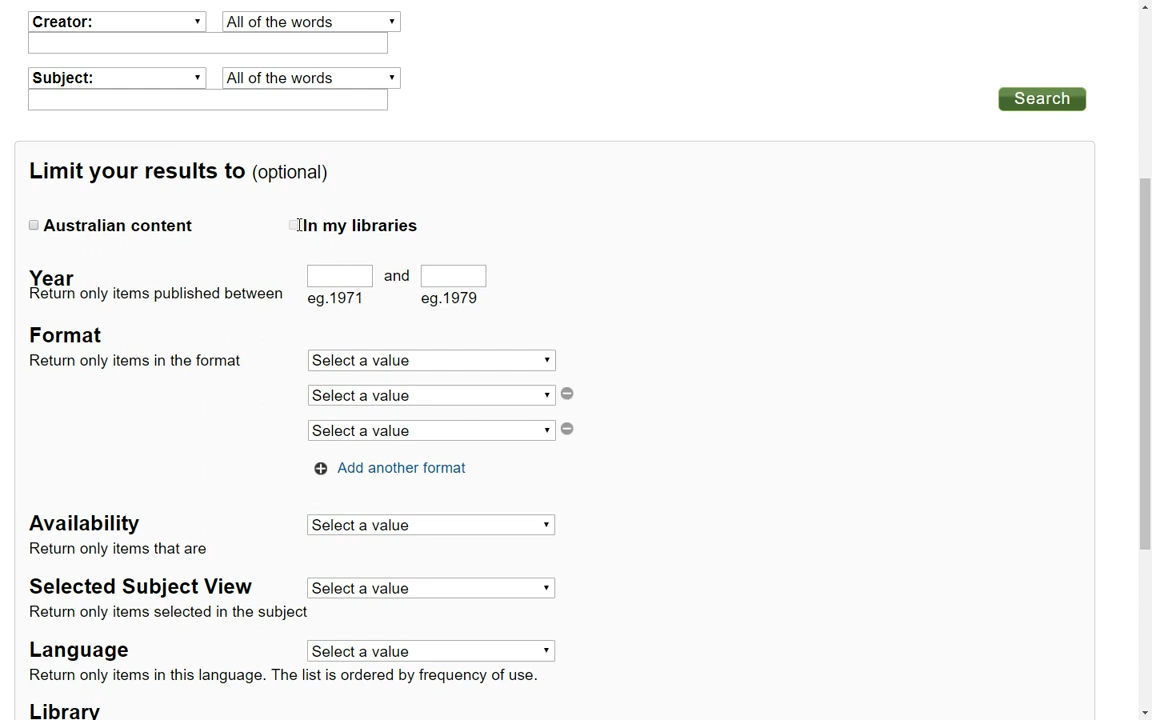 Creator: All of the words
Subject: All of the words
Search
Limit your results to (optional)
Australian content In my libraries
Year
Return only items published between and
eg.1971 eg.1979
Format
Return only items in the format Select a value
Select a value
Select a value
Add another format
Availability Select a value
Return only items that are
Selected Subject View Select a value
Return only items selected in the subject
Language Select a value
Return only items in this language. The list is ordered by frequency of use.
Library